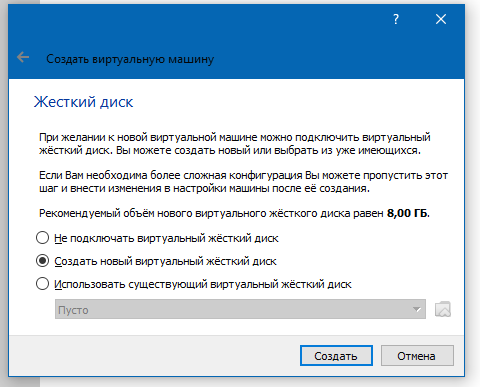 ?
Создать виртуальную машину
Жесткий диск
При желании к новой виртуальной машине можно подключить виртуальный
жёсткий диск. Вы можете создать новый или выбрать из уже имеющихся.
Если Вам необходима более сложная конфигурация Вы можете пропустить этот
шаг и внести изменения в настройки машины после её создания.
Рекомендуемый объём нового виртуального жёсткого диска равен 8,00 ГБ.
Не подключать виртуальный жёсткий диск
Создать новый виртуальный жёсткий диск
Использовать существующий виртуальный жёсткий диск
Пусто
Создать
Отмена